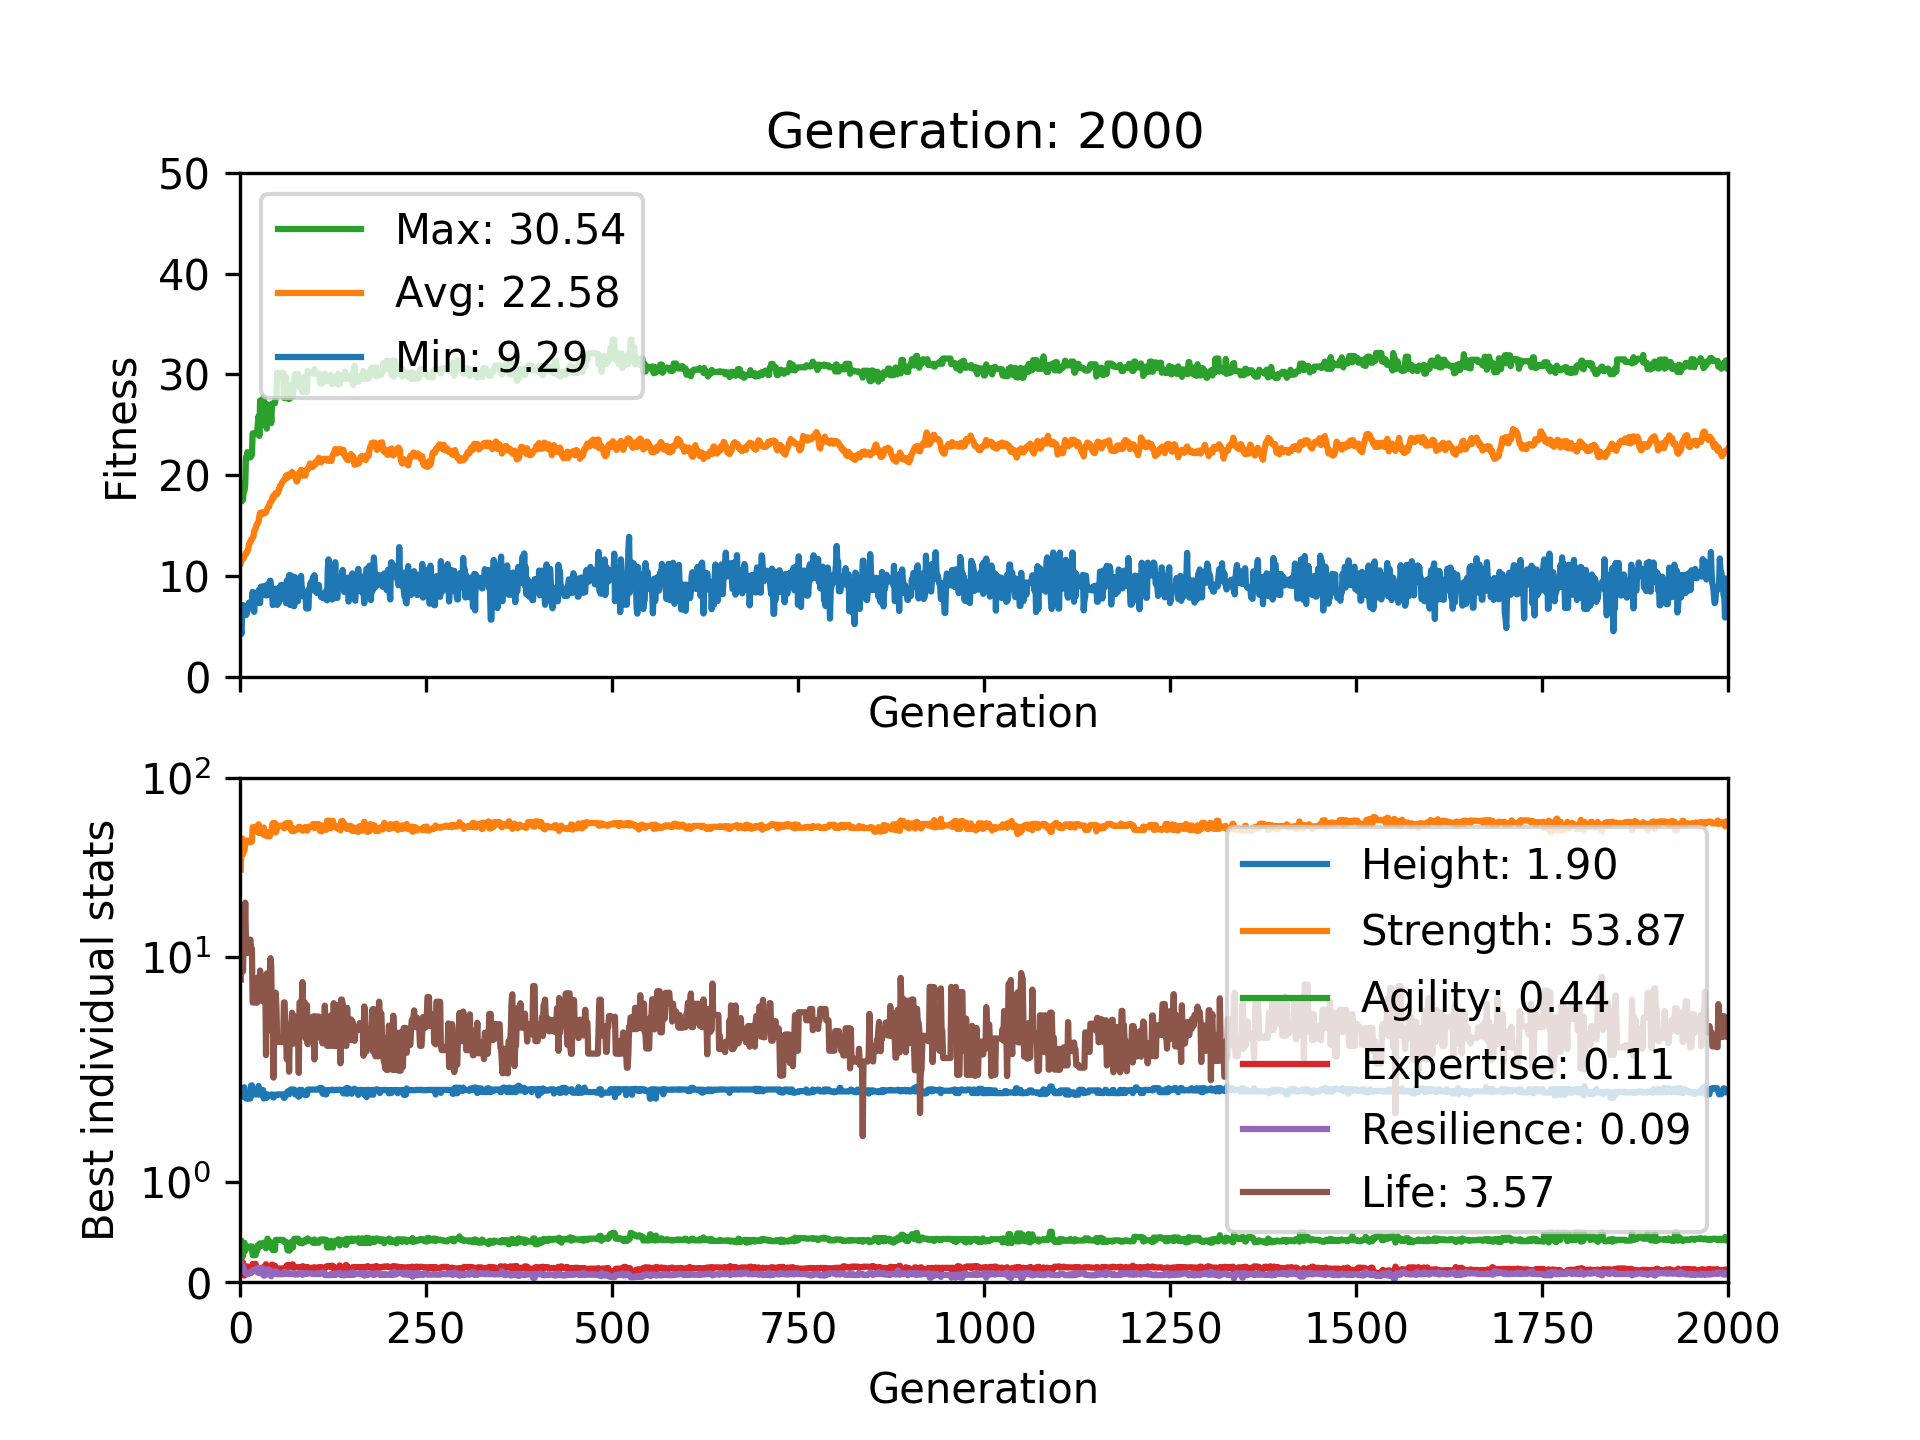 Generation: 2000
50
40
30
20
10
0
Fitness
Max: 30.54
Avg: 22.58
Min: 9.29
Generation
10²
10¹
10⁰
0
Best individual stats
Height: 1.90
Strength: 53.87
Agility: 0.44
Expertise: 0.11
Resilience: 0.09
Life: 3.57
0 250 500 750 1000 1250 1500 1750 2000
Generation